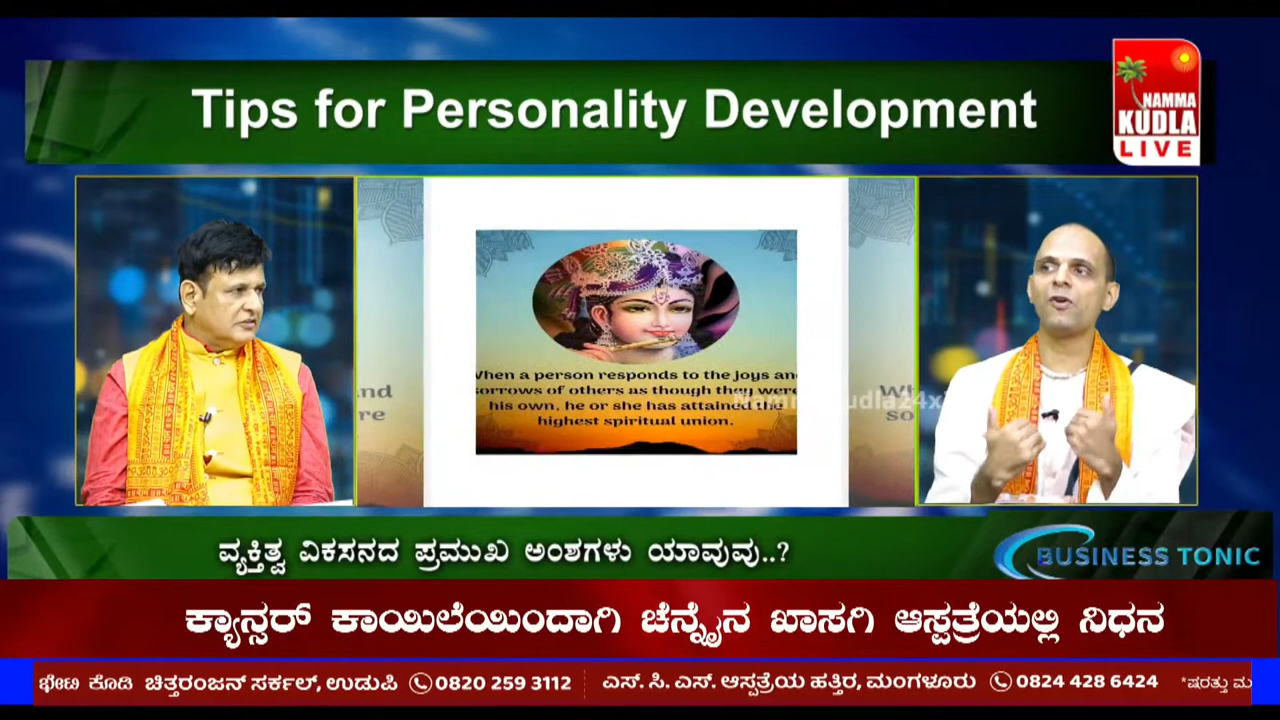 Tips for Personality Development
NAMMA
KUDLA
LIVE
When a person responds to the joys and
sorrows of others as though they were
his own, he or she has attained the
highest spiritual union.
ವ್ಯಕ್ತಿತ್ವ ವಿಕಸನದ ಪ್ರಮುಖ ಅಂಶಗಳು ಯಾವುವು..?
BUSINESS TONIC
ಕ್ಯಾನ್ಸರ್ ಕಾಯಿಲೆಯಿಂದಾಗಿ ಚೆನ್ನೈನ ಖಾಸಗಿ ಆಸ್ಪತ್ರೆಯಲ್ಲಿ ನಿಧನ
ಭೇಟಿ ಕೊಡಿ ಚಿತ್ತರಂಜನ್ ಸರ್ಕಲ್, ಉಡುಪಿ 0820 259 3112 ಎಸ್. ಸಿ. ಎಸ್. ಆಸ್ಪತ್ರೆಯ ಹತ್ತಿರ, ಮಂಗಳೂರು 0824 428 6424 *ಷರತ್ತು